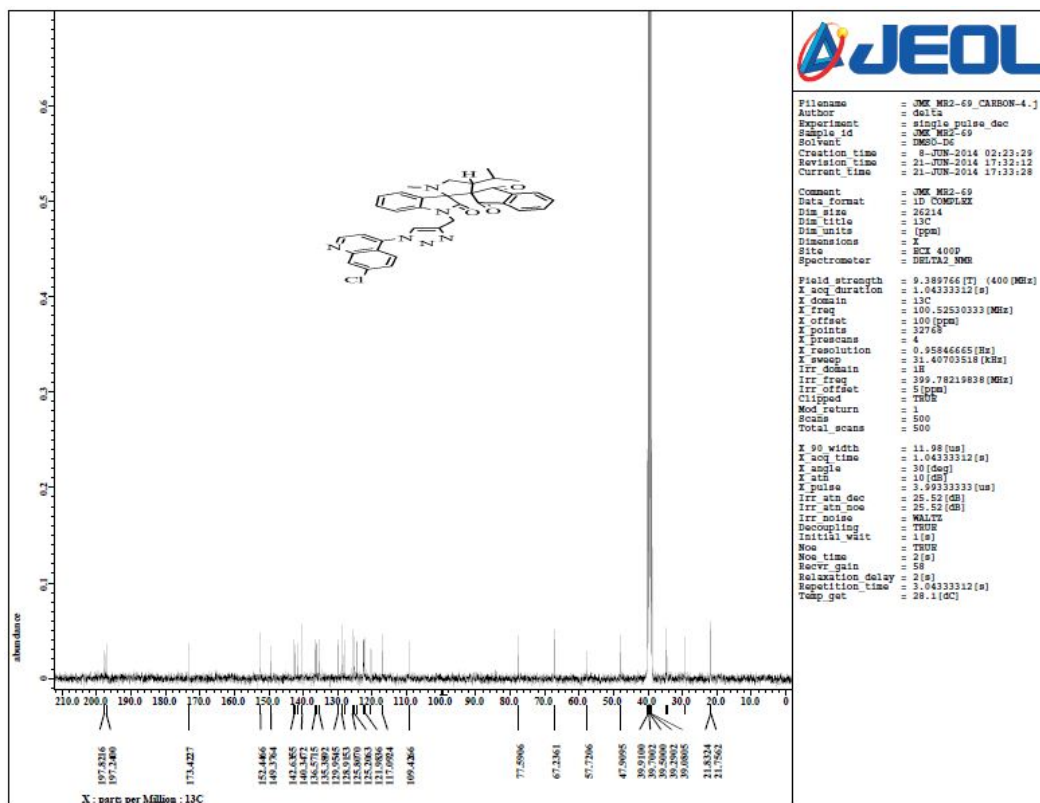 JEOL
Filename = JMX MR2-69_CARBON-4.j
Author = delta
Experiment = single_pulse_dec
Sample_id = JMX MR2-69
Solvent = DMSO-D6
Creation_time = 8-JUN-2014 02:23:29
Revision_time = 21-JUN-2014 17:32:12
Current_time = 21-JUN-2014 17:33:28
Comment = JMX MR2-69
Data_format = 1D COMPLEX
Dim_size = 26214
Dim_title = 13C
Dim_units = [ppm]
Dimensions = X
Site = ECX 400P
Spectrometer = DELTA2_NMR
Field_strength = 9.389766[T] (400[MHz]
X_acq_duration = 1.04333312[s]
X_domain = 13C
X_freq = 100.52530333[MHz]
X_offset = 100[ppm]
X_points = 32768
X_prescans = 4
X_resolution = 0.95846665[Hz]
X_sweep = 31.40703518[kHz]
Irr_domain = 1H
Irr_freq = 399.78219838[MHz]
Irr_offset = 5[ppm]
Clipped = TRUE
Mod_return = 1
Scans = 500
Total_scans = 500
X_90_width = 11.98[us]
X_acq_time = 1.04333312[s]
X_angle = 30[deg]
X_atn = 10[dB]
X_pulse = 3.99333333[us]
Irr_atn_dec = 25.52[dB]
Irr_atn_noe = 25.52[dB]
Irr_noise = WALTZ
Decoupling = TRUE
Initial_wait = 1[s]
Noe = TRUE
Noe_time = 2[s]
Recvr_gain = 58
Relaxation_delay = 2[s]
Repetition_time = 3.04333312[s]
Temp_get = 28.1[dC]
abundance
0.6
0.5
0.4
0.3
0.2
0.1
0
H
N
O
O
N
O
N
N
N
N
Cl
210.0 200.0 190.0 180.0 170.0 160.0 150.0 140.0 130.0 120.0 110.0 100.0 90.0 80.0 70.0 60.0 50.0 40.0 30.0 20.0 10.0 0
197.8216
197.2400
173.4227
152.4466
149.3764
142.6355
140.3472
136.5715
135.3892
129.9545
128.9153
125.8070
125.2063
121.9836
117.0924
109.4266
77.5906
67.2361
57.7206
47.9095
39.9100
39.7002
39.5000
39.2902
39.0805
21.8324
21.7562
X : parts per Million : 13C